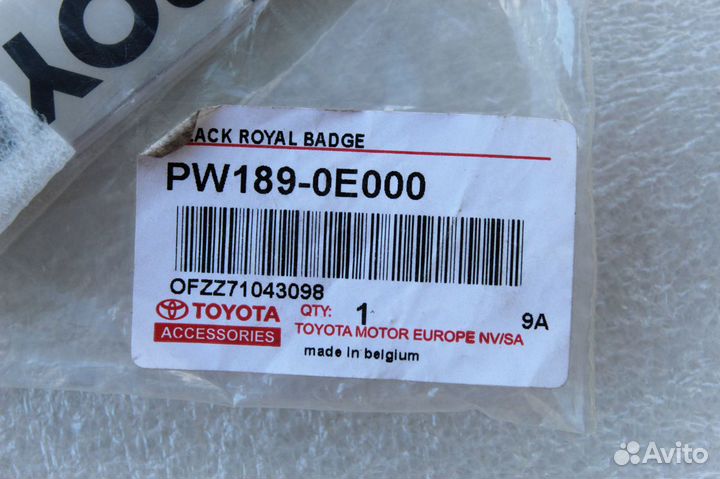 ROYAL BADGE
PW189-0E000
OFZZ71043098
TOYOTA
ACCESSORIES
QTY: 1
9A
TOYOTA MOTOR EUROPE NV/SA
made in belgium
Avito